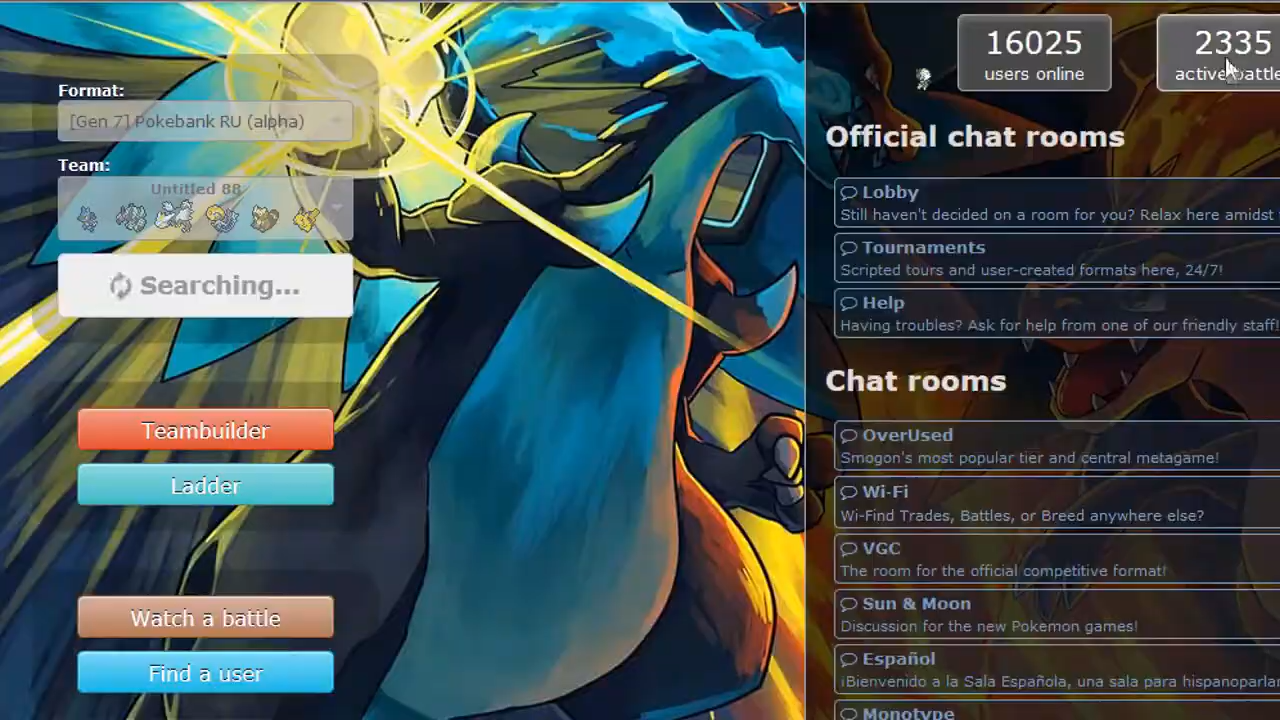 Format:
[Gen 7] Pokebank RU (alpha)
Team:
Untitled 88
Searching...
Teambuilder
Ladder
Watch a battle
Find a user
16025
users online
2335
active battle
Official chat rooms
Lobby
Still haven't decided on a room for you? Relax here amidst
Tournaments
Scripted tours and user-created formats here, 24/7!
Help
Having troubles? Ask for help from one of our friendly staff!
Chat rooms
OverUsed
Smogon's most popular tier and central metagame!
Wi-Fi
Wi-Find Trades, Battles, or Breed anywhere else?
VGC
The room for the official competitive format!
Sun & Moon
Discussion for the new Pokemon games!
Español
¡Bienvenido a la Sala Española, una sala para hispanoparlan
Monotype